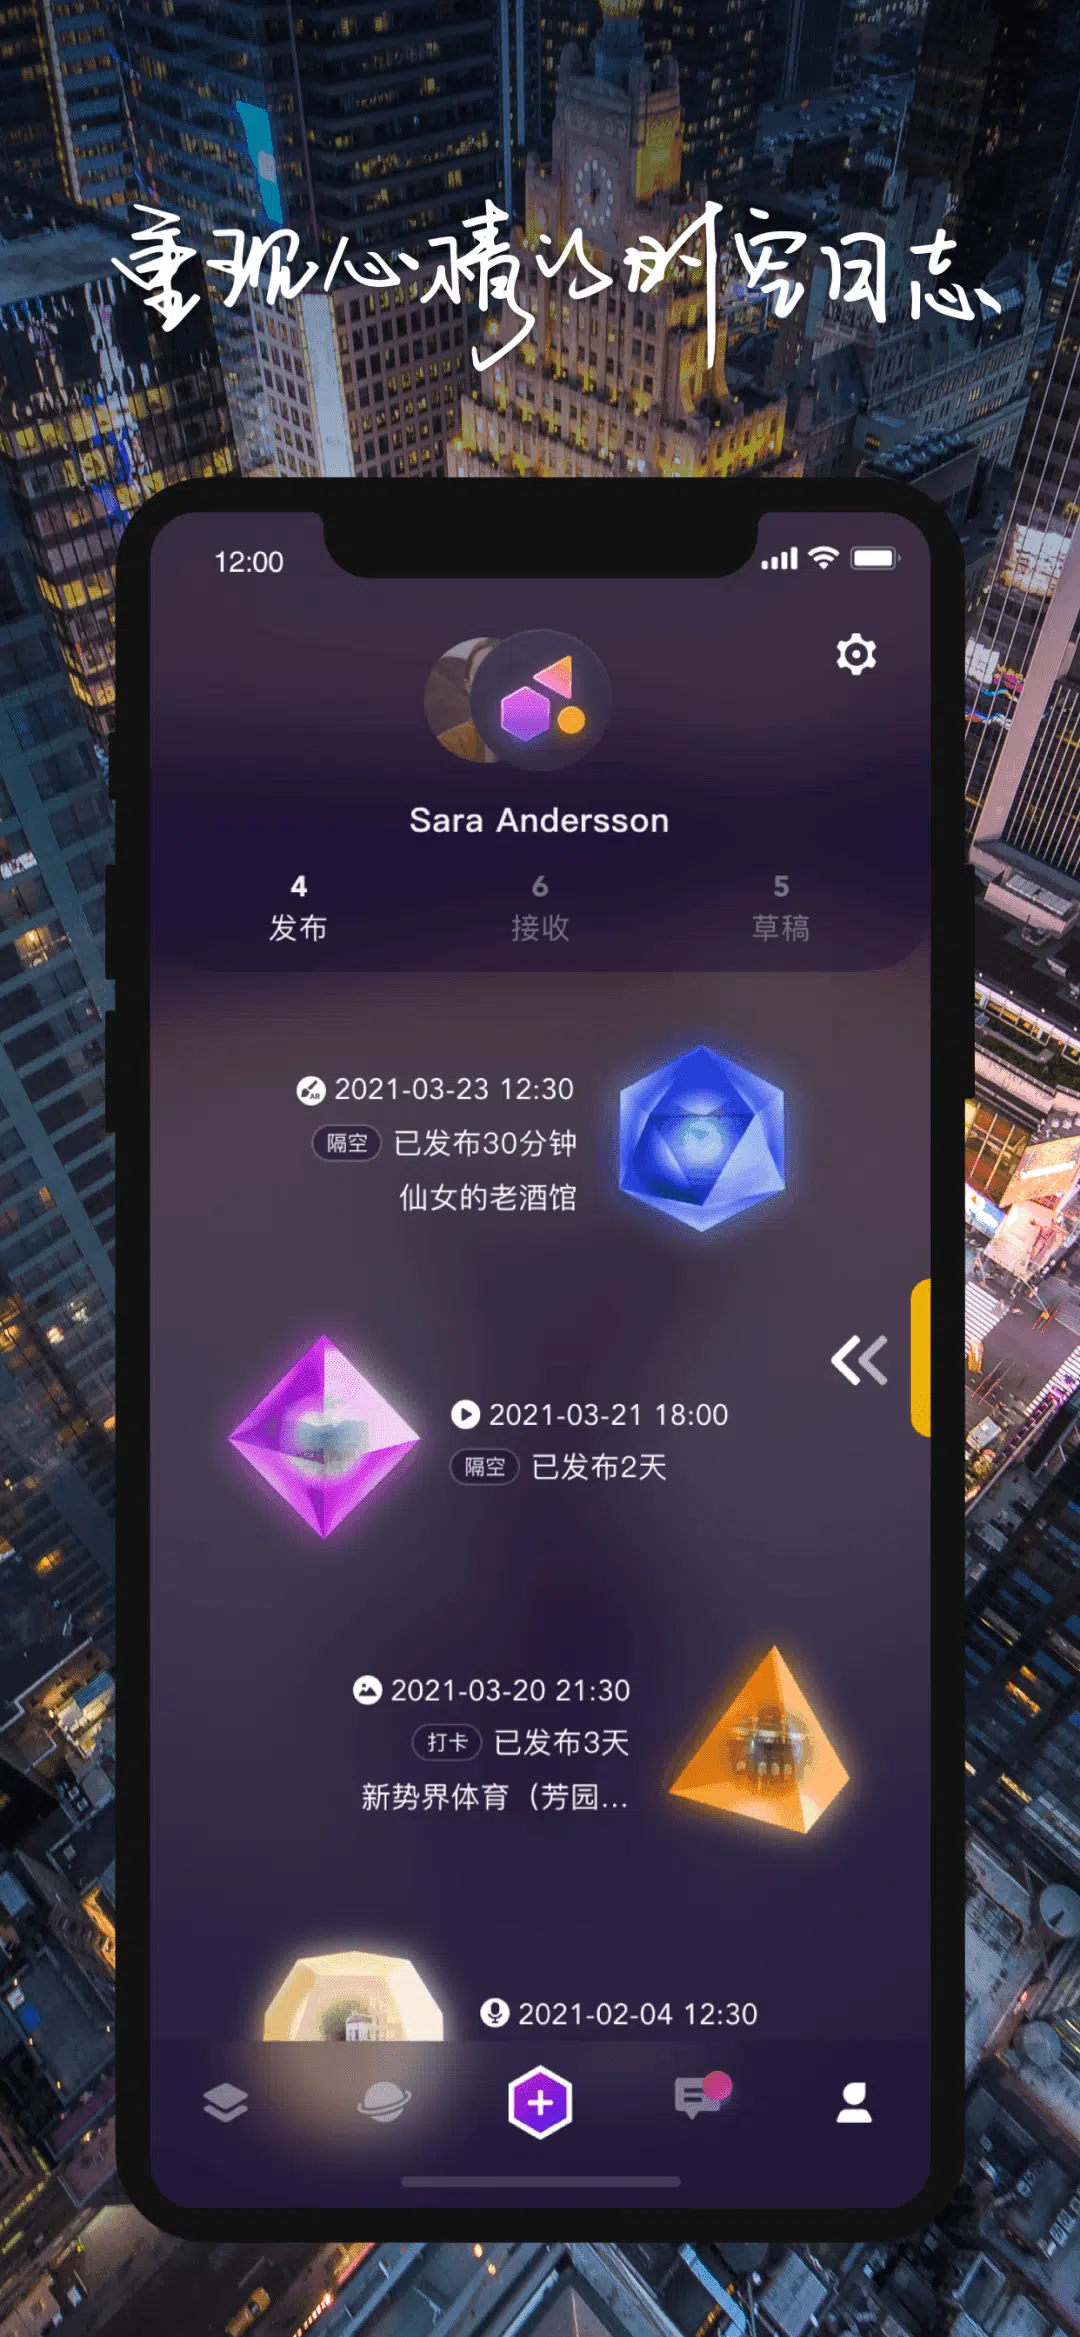 重现心情的时空日志
12:00
Sara Andersson
4
发布
6
接收
5
草稿
2021-03-23 12:30
隔空 已发布30分钟
仙女的老酒馆
2021-03-21 18:00
隔空 已发布2天
2021-03-20 21:30
打卡 已发布3天
新势界体育（芳园...
2021-02-04 12:30